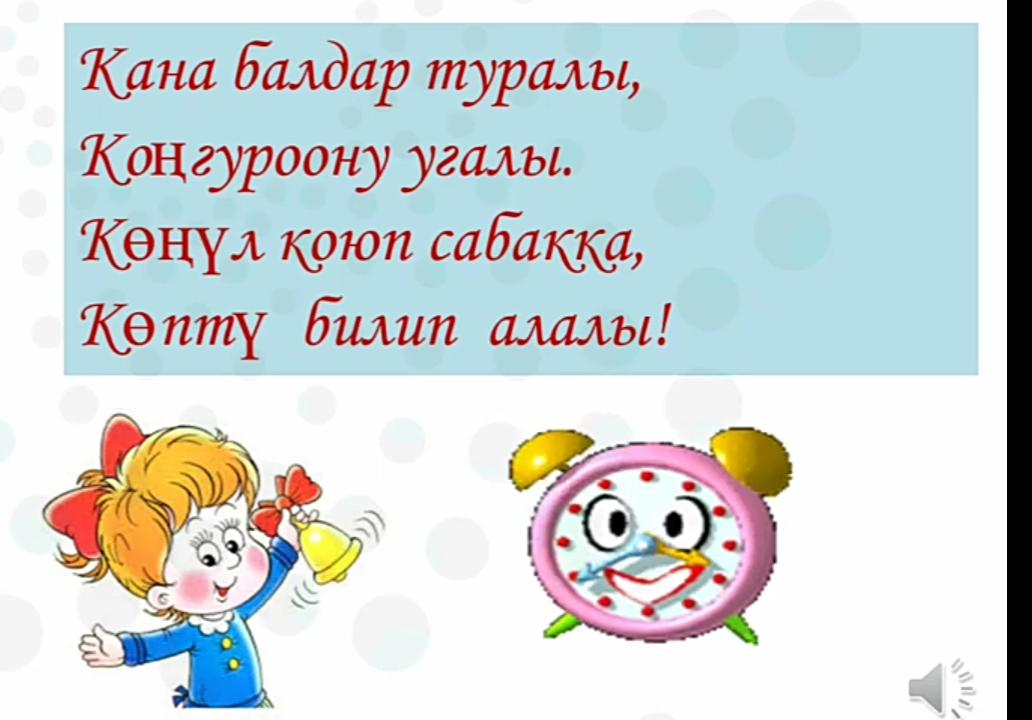 Кана балдар туралы,
Коңгуроону угалы.
Көңүл коюп сабакка,
Көптү билип алалы!